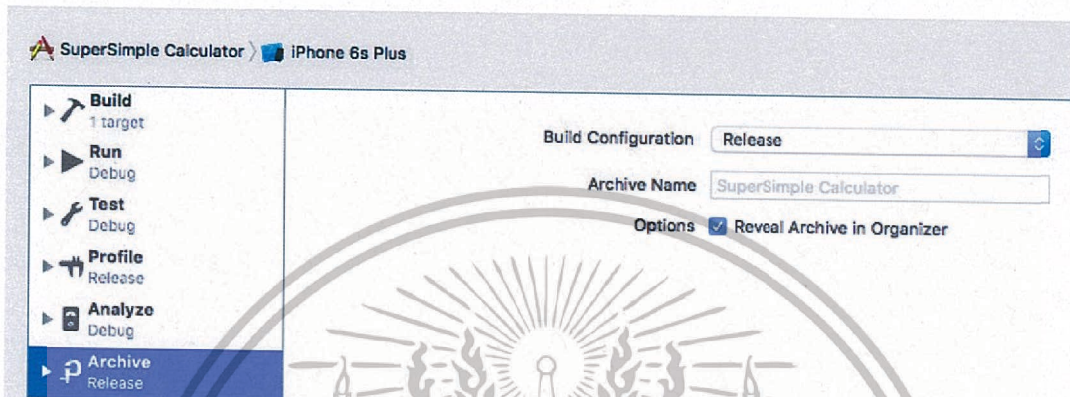 SuperSimple Calculator
iPhone 6s Plus
Build
1 target
Run
Debug
Test
Debug
Profile
Release
Analyze
Debug
Archive
Release
Build Configuration
Release
Archive Name
SuperSimple Calculator
Options
Reveal Archive in Organizer